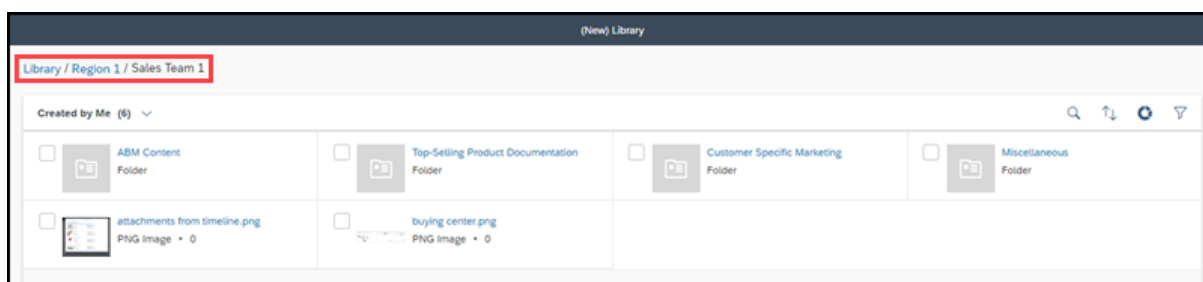 (New) Library
Library / Region 1 / Sales Team 1
Created by Me (6)
ABM Content
Folder
Top-Selling Product Documentation
Folder
Customer Specific Marketing
Folder
Miscellaneous
Folder
attachments from timeline.png
PNG Image • 0
buying center.png
PNG Image • 0